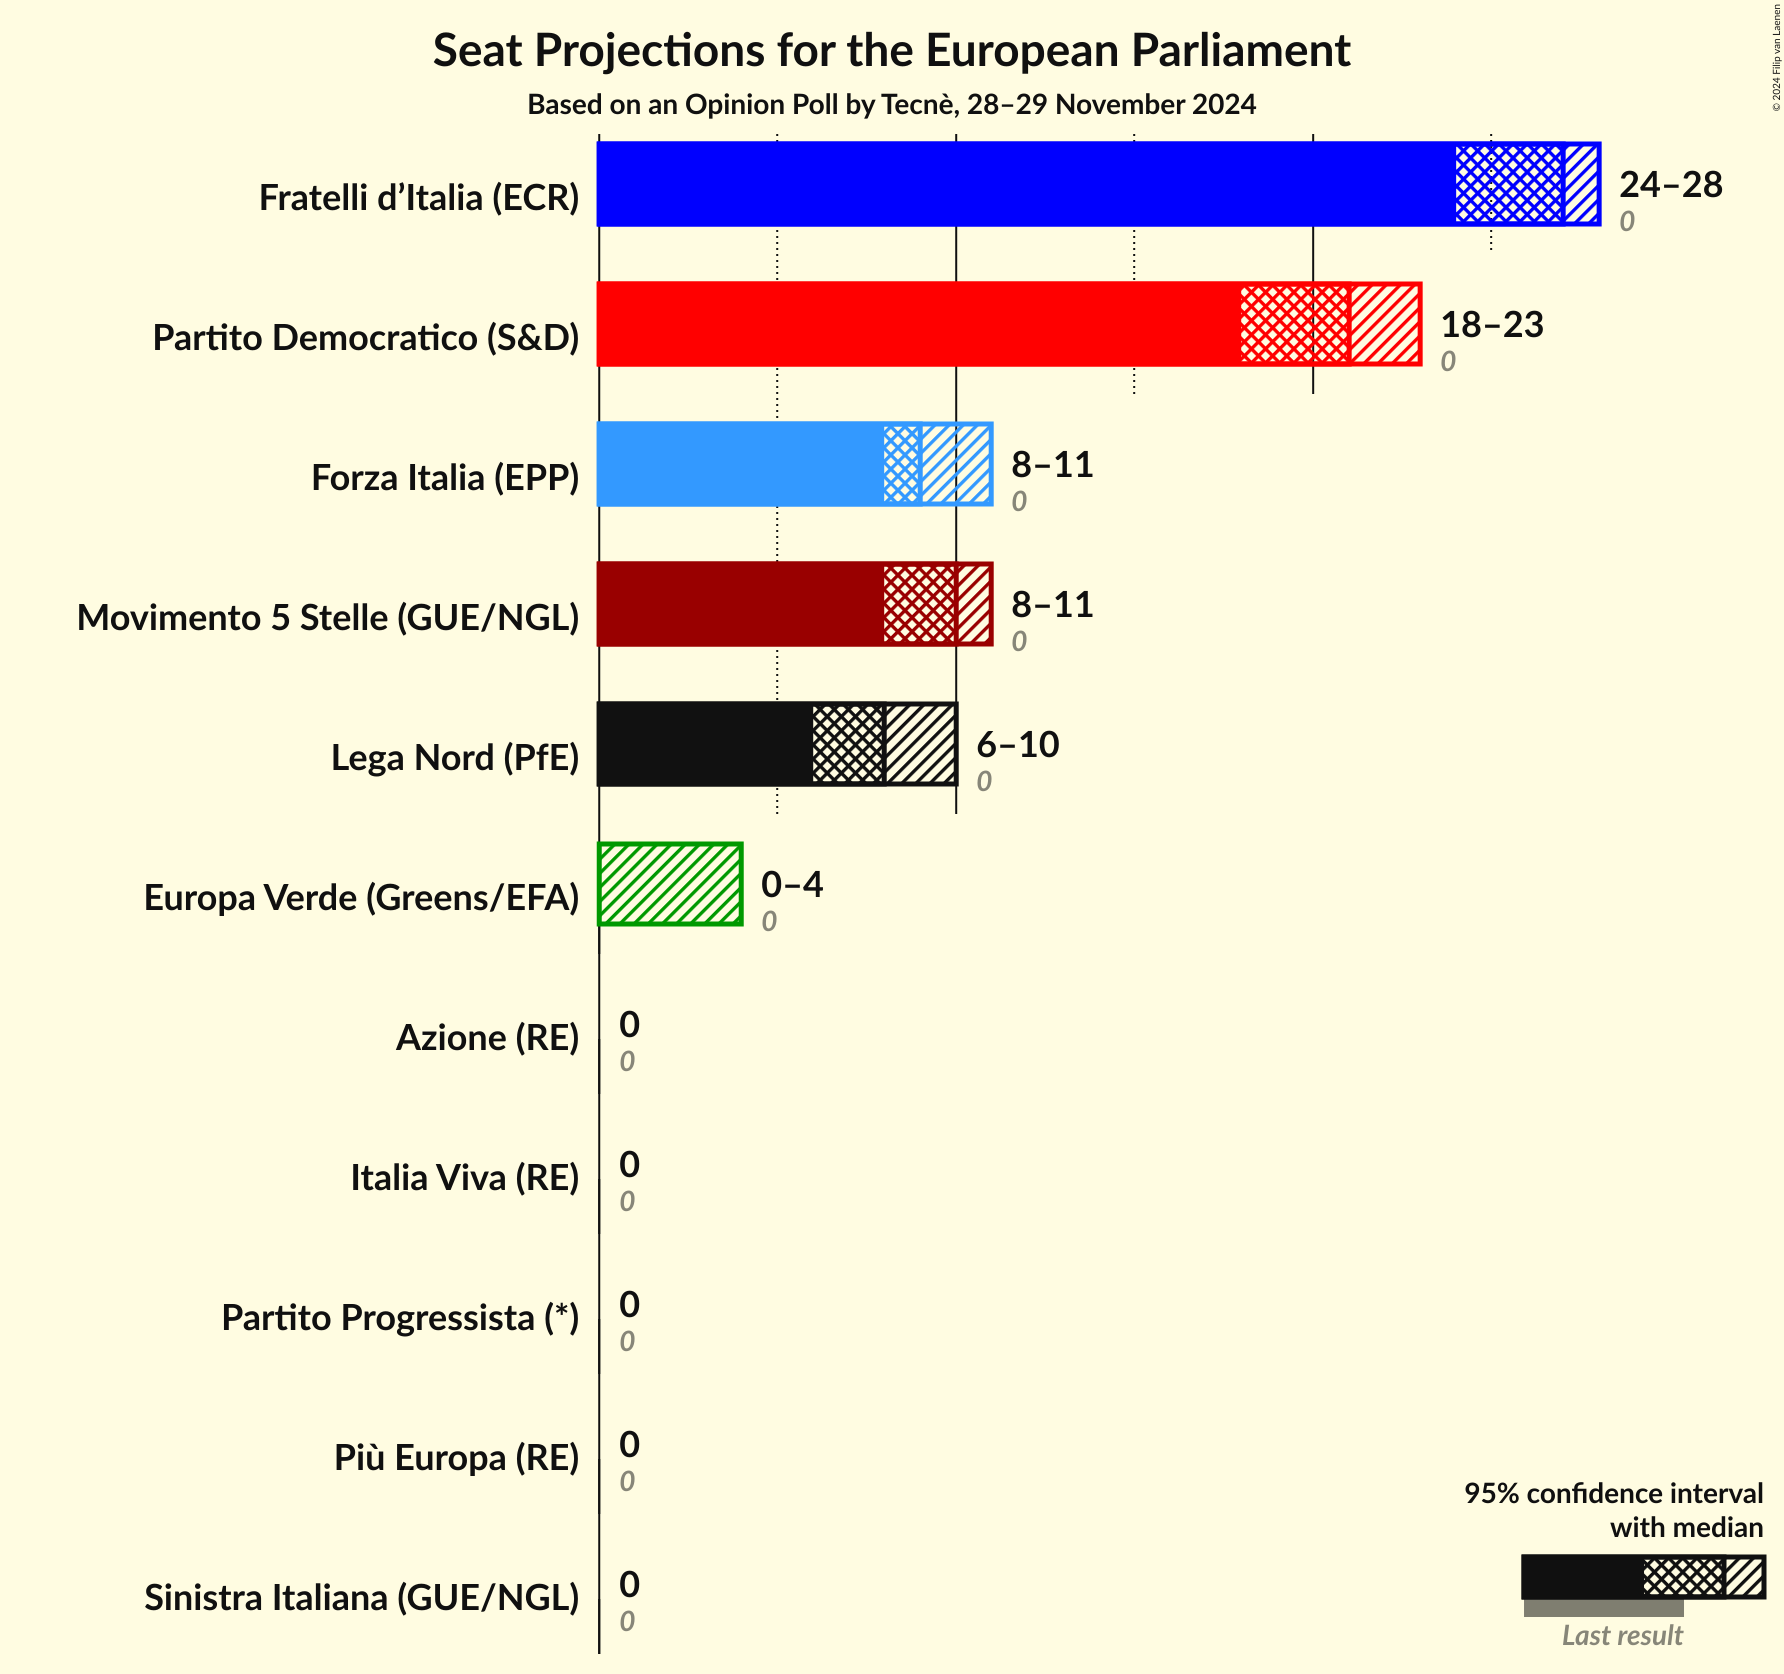 Seat Projections for the European Parliament
Based on an Opinion Poll by Tecnè, 28–29 November 2024
© 2024 Filip van Laenen
Fratelli d’Italia (ECR)
24–28
0
Partito Democratico (S&D)
18–23
0
Forza Italia (EPP)
8–11
0
Movimento 5 Stelle (GUE/NGL)
8–11
0
Lega Nord (PfE)
6–10
0
Europa Verde (Greens/EFA)
0–4
0
Azione (RE)
0
0
Italia Viva (RE)
0
0
Partito Progressista (*)
0
0
Più Europa (RE)
0
0
Sinistra Italiana (GUE/NGL)
0
0
95% confidence interval
with median
Last result